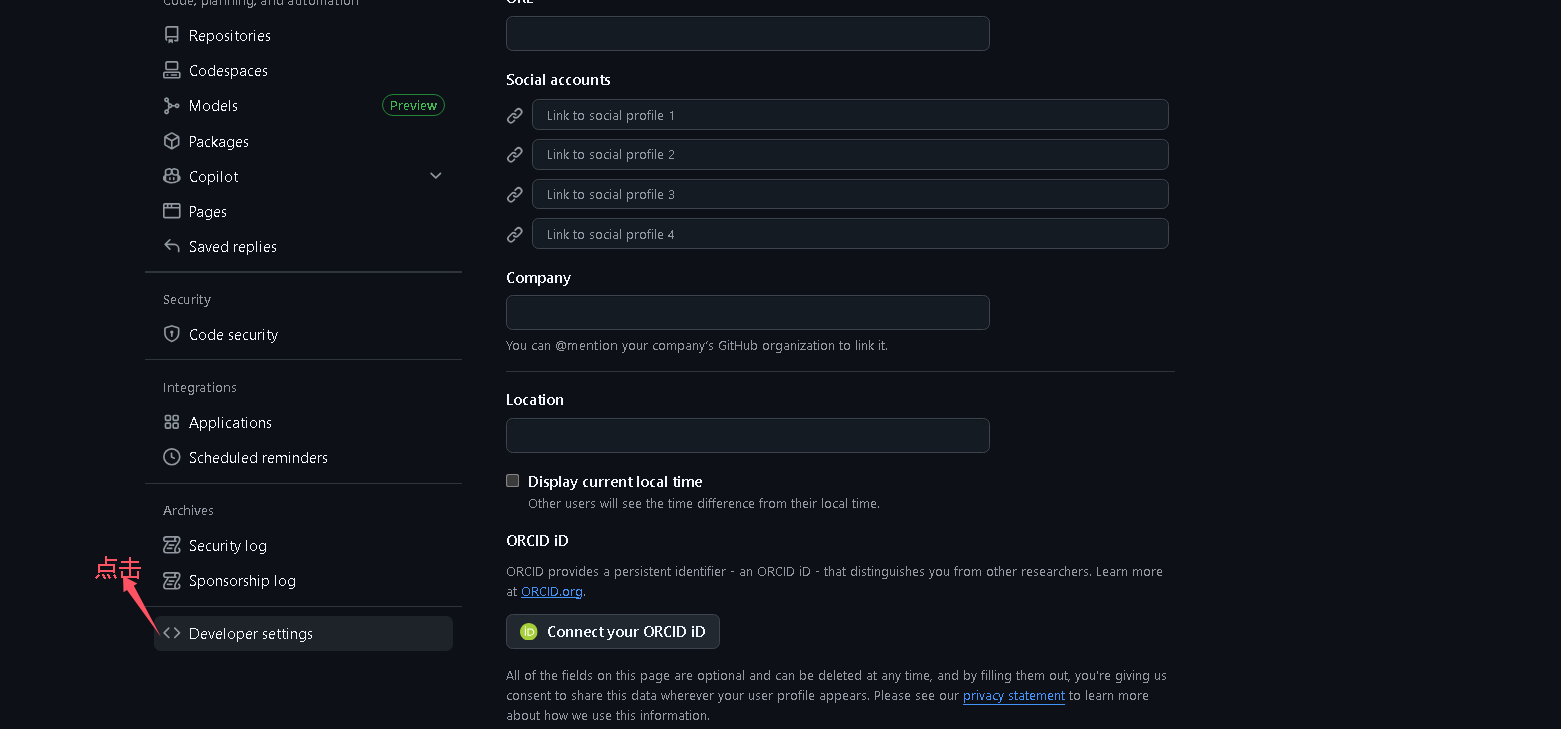 Code, planning, and automation
Repositories
Codespaces
Models
Preview
Packages
Copilot
Pages
Saved replies
Security
Code security
Integrations
Applications
Scheduled reminders
Archives
Security log
点击
Sponsorship log
Developer settings
URL
Social accounts
Link to social profile 1
Link to social profile 2
Link to social profile 3
Link to social profile 4
Company
You can @mention your company's GitHub organization to link it.
Location
Display current local time
Other users will see the time difference from their local time.
ORCID iD
ORCID provides a persistent identifier - an ORCID iD - that distinguishes you from other researchers. Learn more
at ORCID.org.
iD Connect your ORCID iD
All of the fields on this page are optional and can be deleted at any time, and by filling them out, you're giving us
consent to share this data wherever your user profile appears. Please see our privacy statement to learn more
about how we use this information.